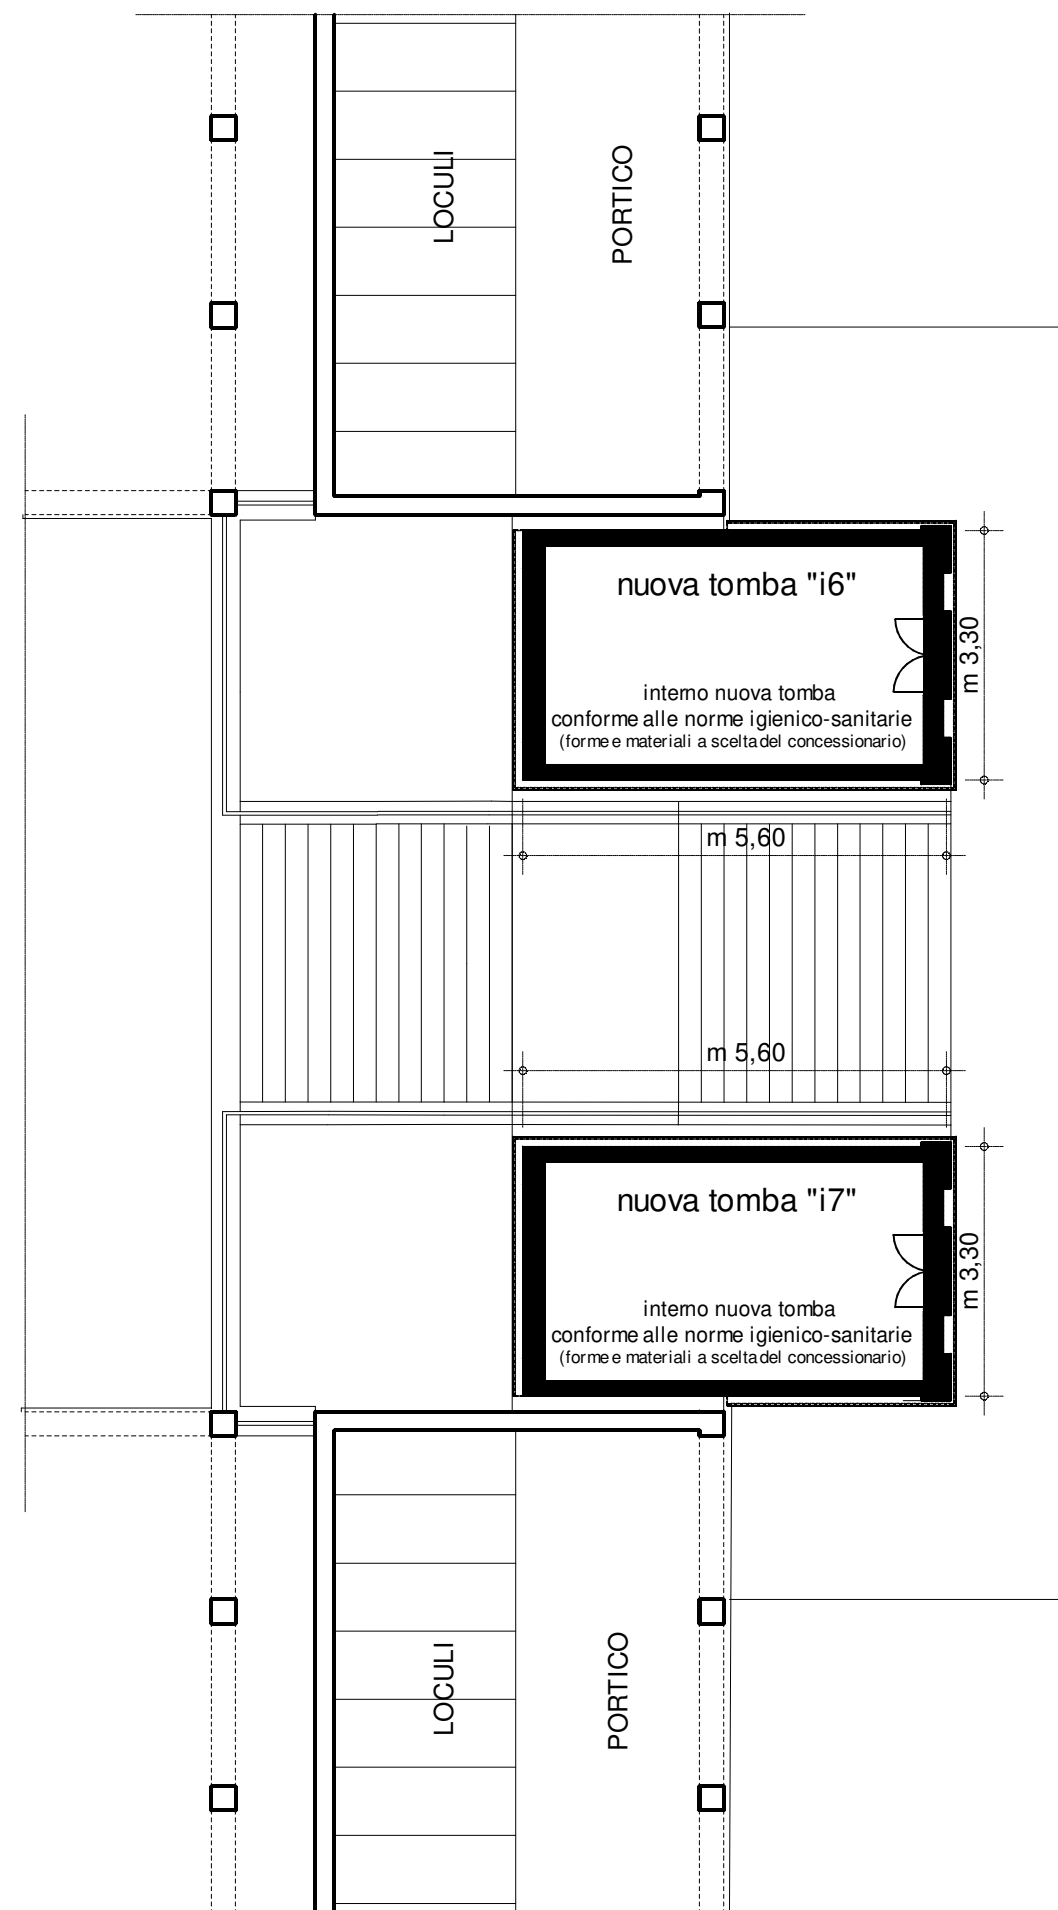 LOCULI
PORTICO
nuova tomba "i6"
interno nuova tomba
conforme alle norme igienico-sanitarie
(forme e materiali a scelta del concessionario)
m 3,30
m 5,60
m 5,60
nuova tomba "i7"
interno nuova tomba
conforme alle norme igienico-sanitarie
(forme e materiali a scelta del concessionario)
m 3,30
LOCULI
PORTICO